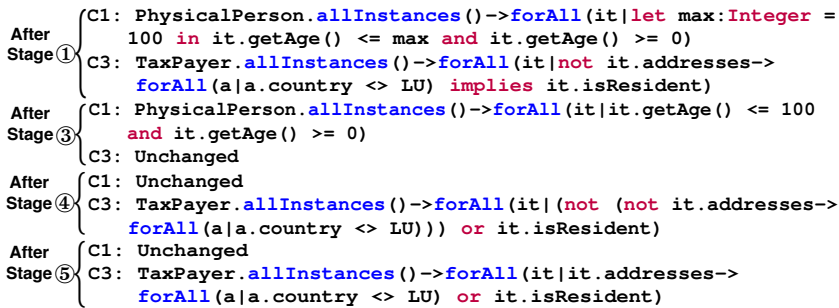 After Stage ① C1: PhysicalPerson.allInstances()->forAll(it|let max:Integer =
100 in it.getAge() <= max and it.getAge() >= 0)
C3: TaxPayer.allInstances()->forAll(it|not it.addresses->
forAll(a|a.country <> LU) implies it.isResident)
After Stage ③ C1: PhysicalPerson.allInstances()->forAll(it|it.getAge() <= 100
and it.getAge() >= 0)
C3: Unchanged
After Stage ④ C1: Unchanged
C3: TaxPayer.allInstances()->forAll(it|(not (not it.addresses->
forAll(a|a.country <> LU))) or it.isResident)
After Stage ⑤ C1: Unchanged
C3: TaxPayer.allInstances()->forAll(it|it.addresses->
forAll(a|a.country <> LU) or it.isResident)